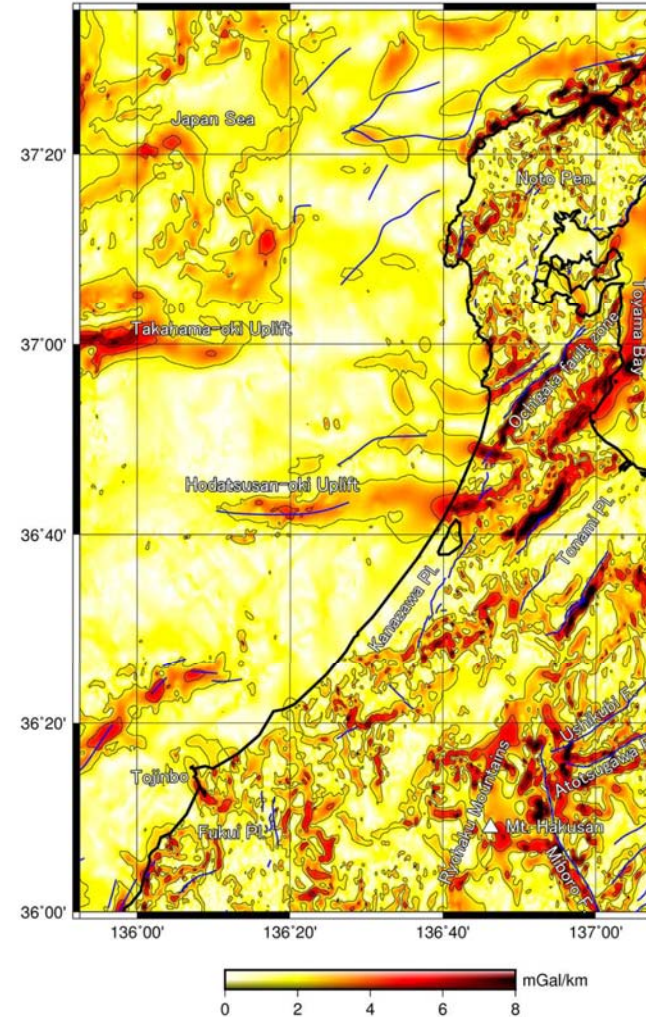 Japan Sea
37°20'
Noto Pen.
Toyama Bay
Takahama-oki Uplift
37°00'
Ochigata fault zone
Hodatsusan-oki Uplift
36°40'
Tonami Pl.
Kanazawa Pl.
36°20'
Ushikubi F.
Atotsugawa F.
Tojinbo
Ryohaku Mountains
Fukui Pl.
Mt. Hakusan
Miboro F.
36°00'
136°00' 136°20' 136°40' 137°00'
mGal/km
0 2 4 6 8